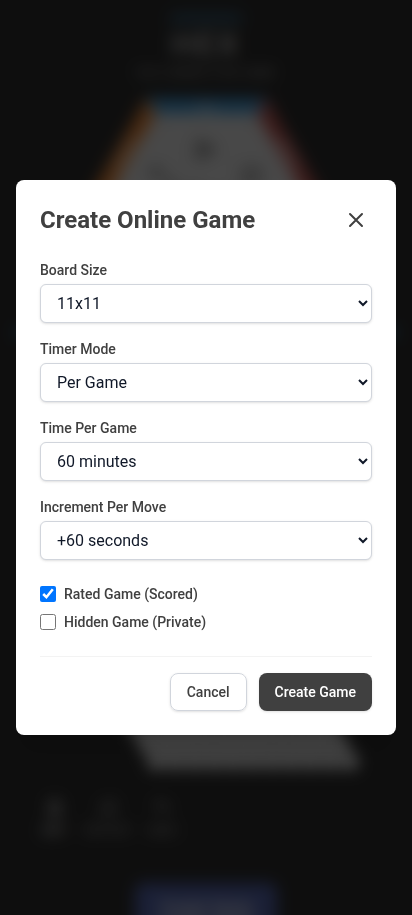 HEX
Create Online Game
Board Size
11x11
Timer Mode
Per Game
Time Per Game
60 minutes
Increment Per Move
+60 seconds
Rated Game (Scored)
Hidden Game (Private)
Cancel
Create Game